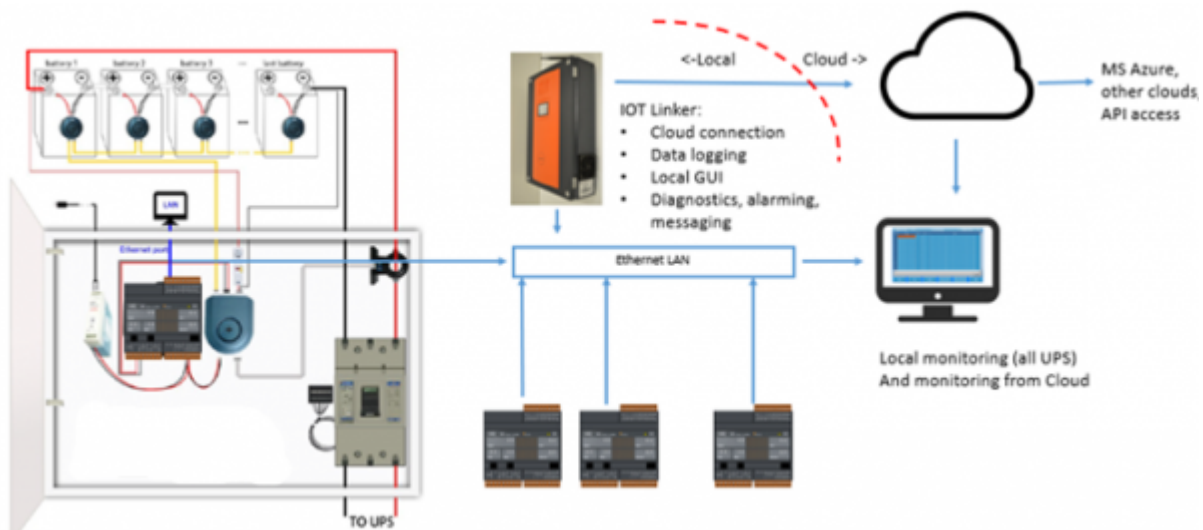 battery 1
battery 2
battery 3
...
last battery
LAN
Ethernet port
TO UPS
<-Local
Cloud ->
IOT Linker:
• Cloud connection
• Data logging
• Local GUI
• Diagnostics, alarming,
messaging
Ethernet LAN
MS Azure,
other clouds,
API access
Local monitoring (all UPS)
And monitoring from Cloud